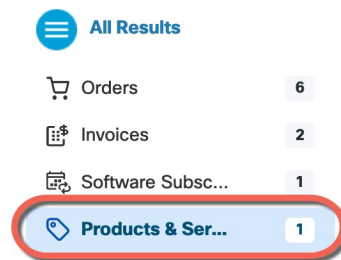 All Results
Orders 6
Invoices 2
Software Subsc... 1
Products & Ser... 1